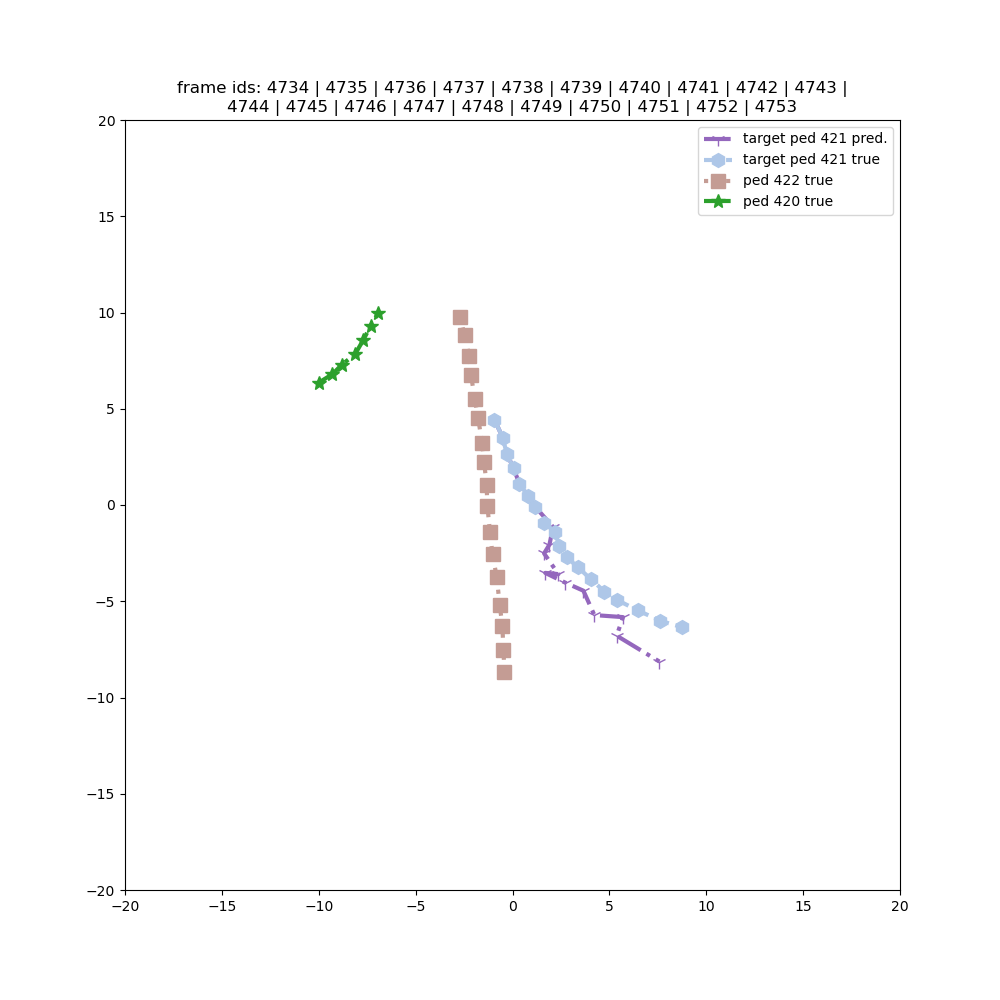 frame ids: 4734 | 4735 | 4736 | 4737 | 4738 | 4739 | 4740 | 4741 | 4742 | 4743 |
4744 | 4745 | 4746 | 4747 | 4748 | 4749 | 4750 | 4751 | 4752 | 4753
target ped 421 pred.
target ped 421 true
ped 422 true
ped 420 true
20
15
10
5
0
−5
−10
−15
−20
−20 −15 −10 −5 0 5 10 15 20